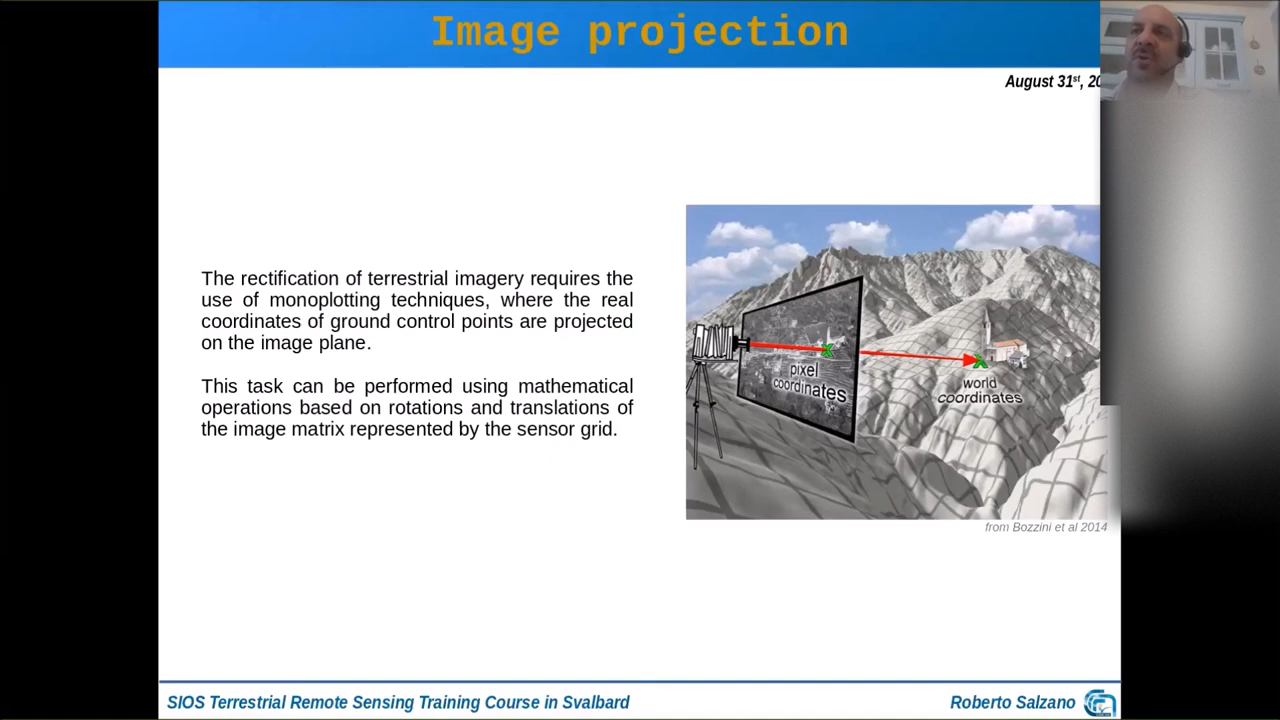 Image projection
August 31st, 20
The rectification of terrestrial imagery requires the
use of monoplotting techniques, where the real
coordinates of ground control points are projected
on the image plane.
This task can be performed using mathematical
operations based on rotations and translations of
the image matrix represented by the sensor grid.
pixel
coordinates
world
coordinates
from Bozzini et al 2014
SIOS Terrestrial Remote Sensing Training Course in Svalbard
Roberto Salzano